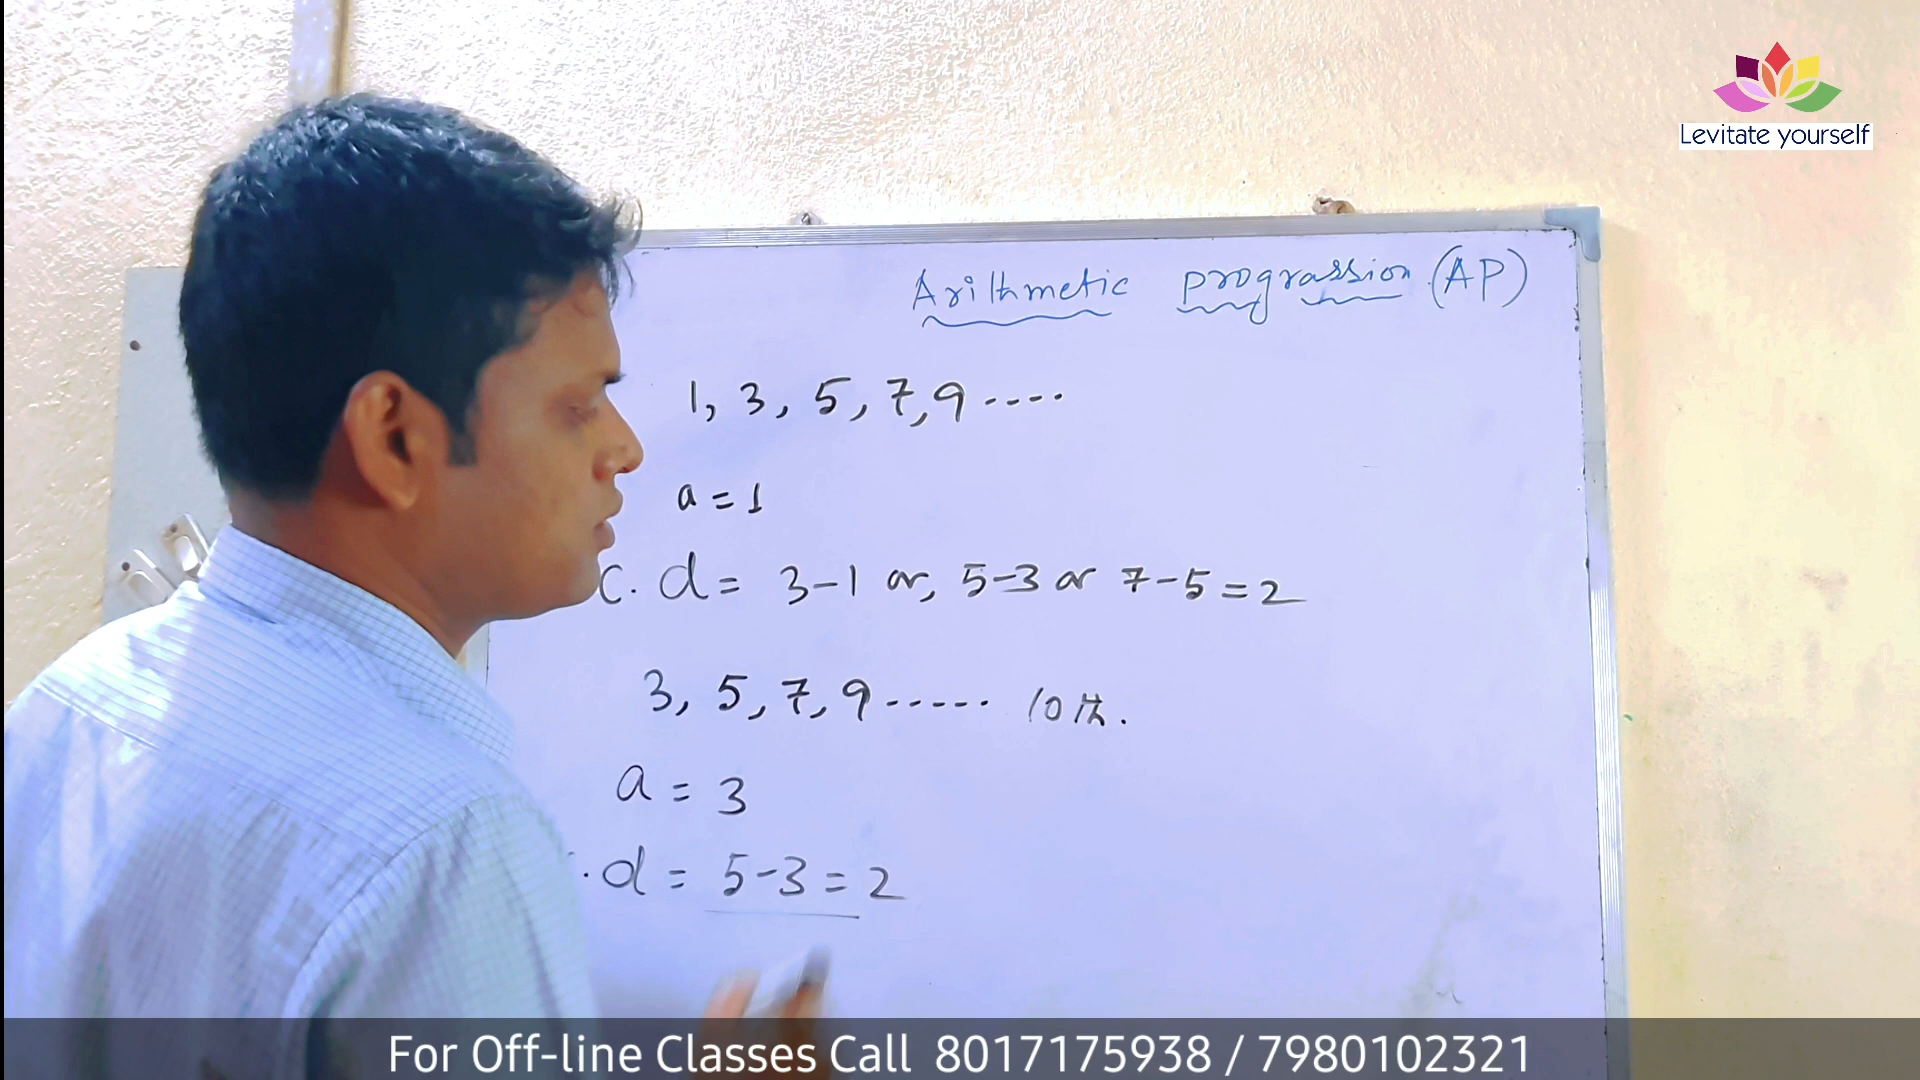 Levitate yourself
Arithmetic prograssion (AP)
1, 3, 5, 7, 9 ----
a = 1
C. d = 3-1 or, 5-3 or 7-5 = 2
3, 5, 7, 9 ----- 10th.
a = 3
. d = 5-3 = 2
For Off-line Classes Call 8017175938 / 7980102321